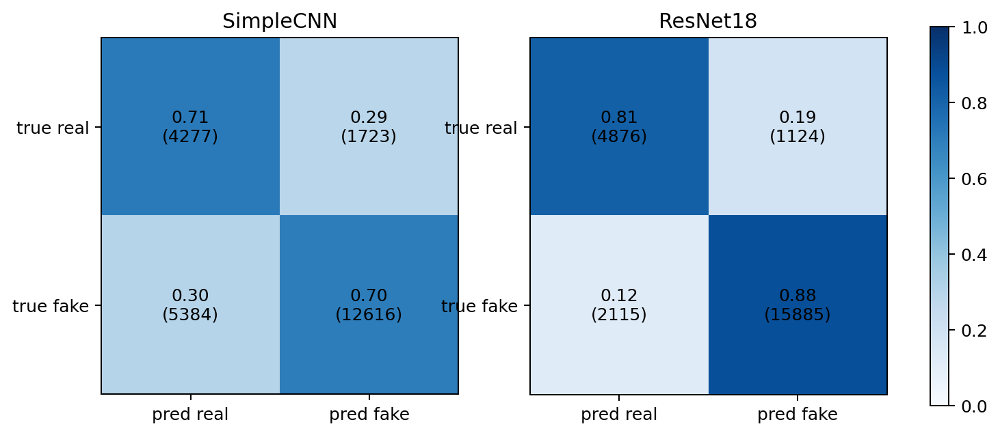 SimpleCNN
ResNet18
true real
0.71
(4277)
0.29
(1723)
true fake
0.30
(5384)
0.70
(12616)
pred real
pred fake
true real
0.81
(4876)
0.19
(1124)
true fake
0.12
(2115)
0.88
(15885)
pred real
pred fake
1.0
0.8
0.6
0.4
0.2
0.0